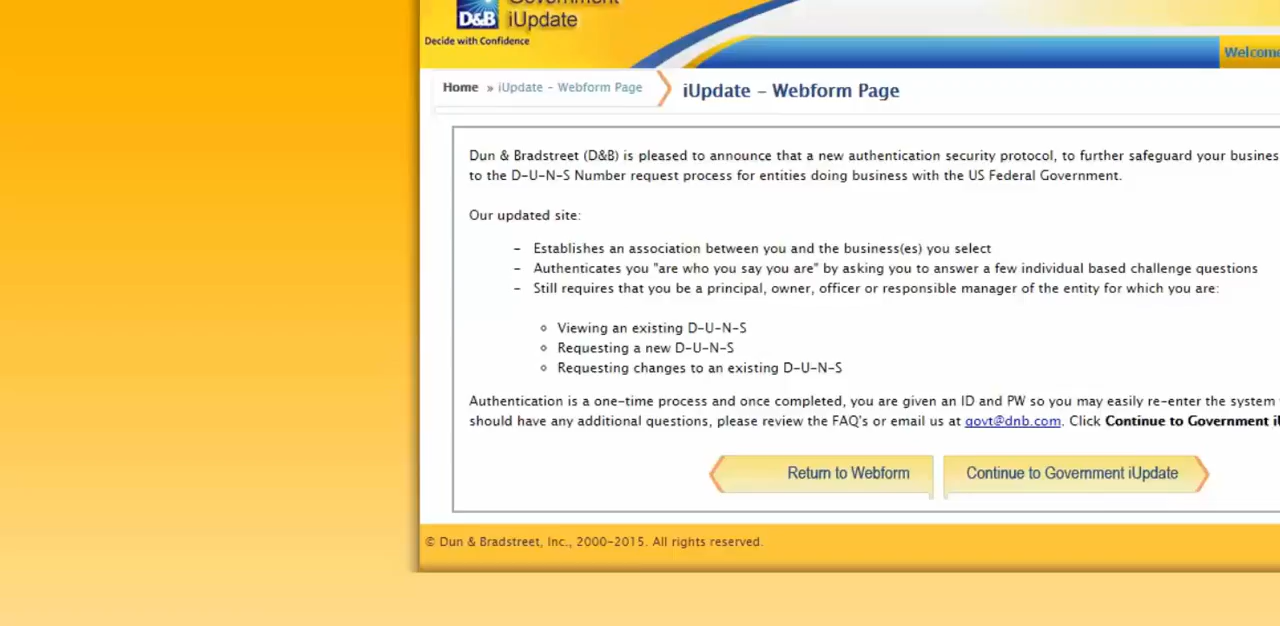 D&B
iUpdate
Decide with Confidence
Home » iUpdate – Webform Page
iUpdate – Webform Page
Dun & Bradstreet (D&B) is pleased to announce that a new authentication security protocol, to further safeguard your busines
to the D-U-N-S Number request process for entities doing business with the US Federal Government.
Our updated site:
– Establishes an association between you and the business(es) you select
– Authenticates you "are who you say you are" by asking you to answer a few individual based challenge questions
– Still requires that you be a principal, owner, officer or responsible manager of the entity for which you are:
Viewing an existing D-U-N-S
Requesting a new D-U-N-S
Requesting changes to an existing D-U-N-S
Authentication is a one-time process and once completed, you are given an ID and PW so you may easily re-enter the system
should have any additional questions, please review the FAQ's or email us at govt@dnb.com. Click Continue to Government
Return to Webform
Continue to Government iUpdate
© Dun & Bradstreet, Inc., 2000-2015. All rights reserved.